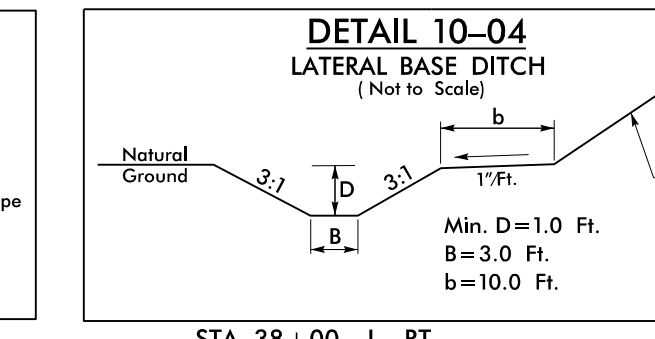 DETAIL 10–04
LATERAL BASE DITCH
( Not to Scale)
b
Natural
Ground
3:1
D
3:1
1"/Ft.
B
Min. D=1.0 Ft.
B=3.0 Ft.
b=10.0 Ft.
pe